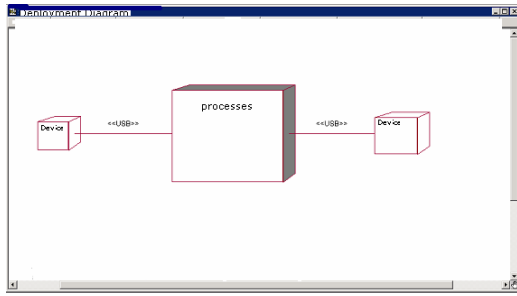 Deployment Diagram
processes
<<USB>>
<<USB>>
Device
Device